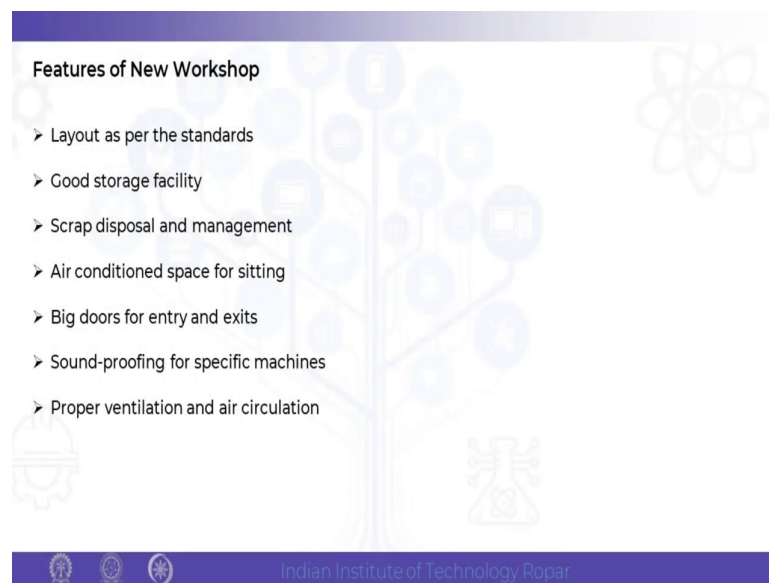 Features of New Workshop
➢ Layout as per the standards
➢ Good storage facility
➢ Scrap disposal and management
➢ Air conditioned space for sitting
➢ Big doors for entry and exits
➢ Sound-proofing for specific machines
➢ Proper ventilation and air circulation
Indian Institute of Technology Ropar